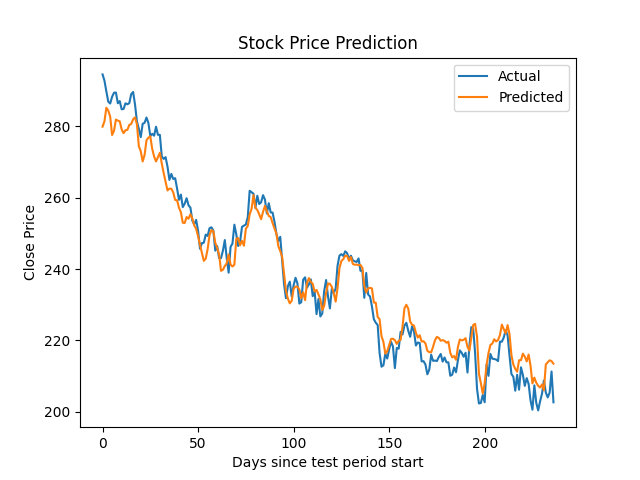 Stock Price Prediction
Actual
Predicted
Close Price
280
260
240
220
200
0
50
100
150
200
Days since test period start